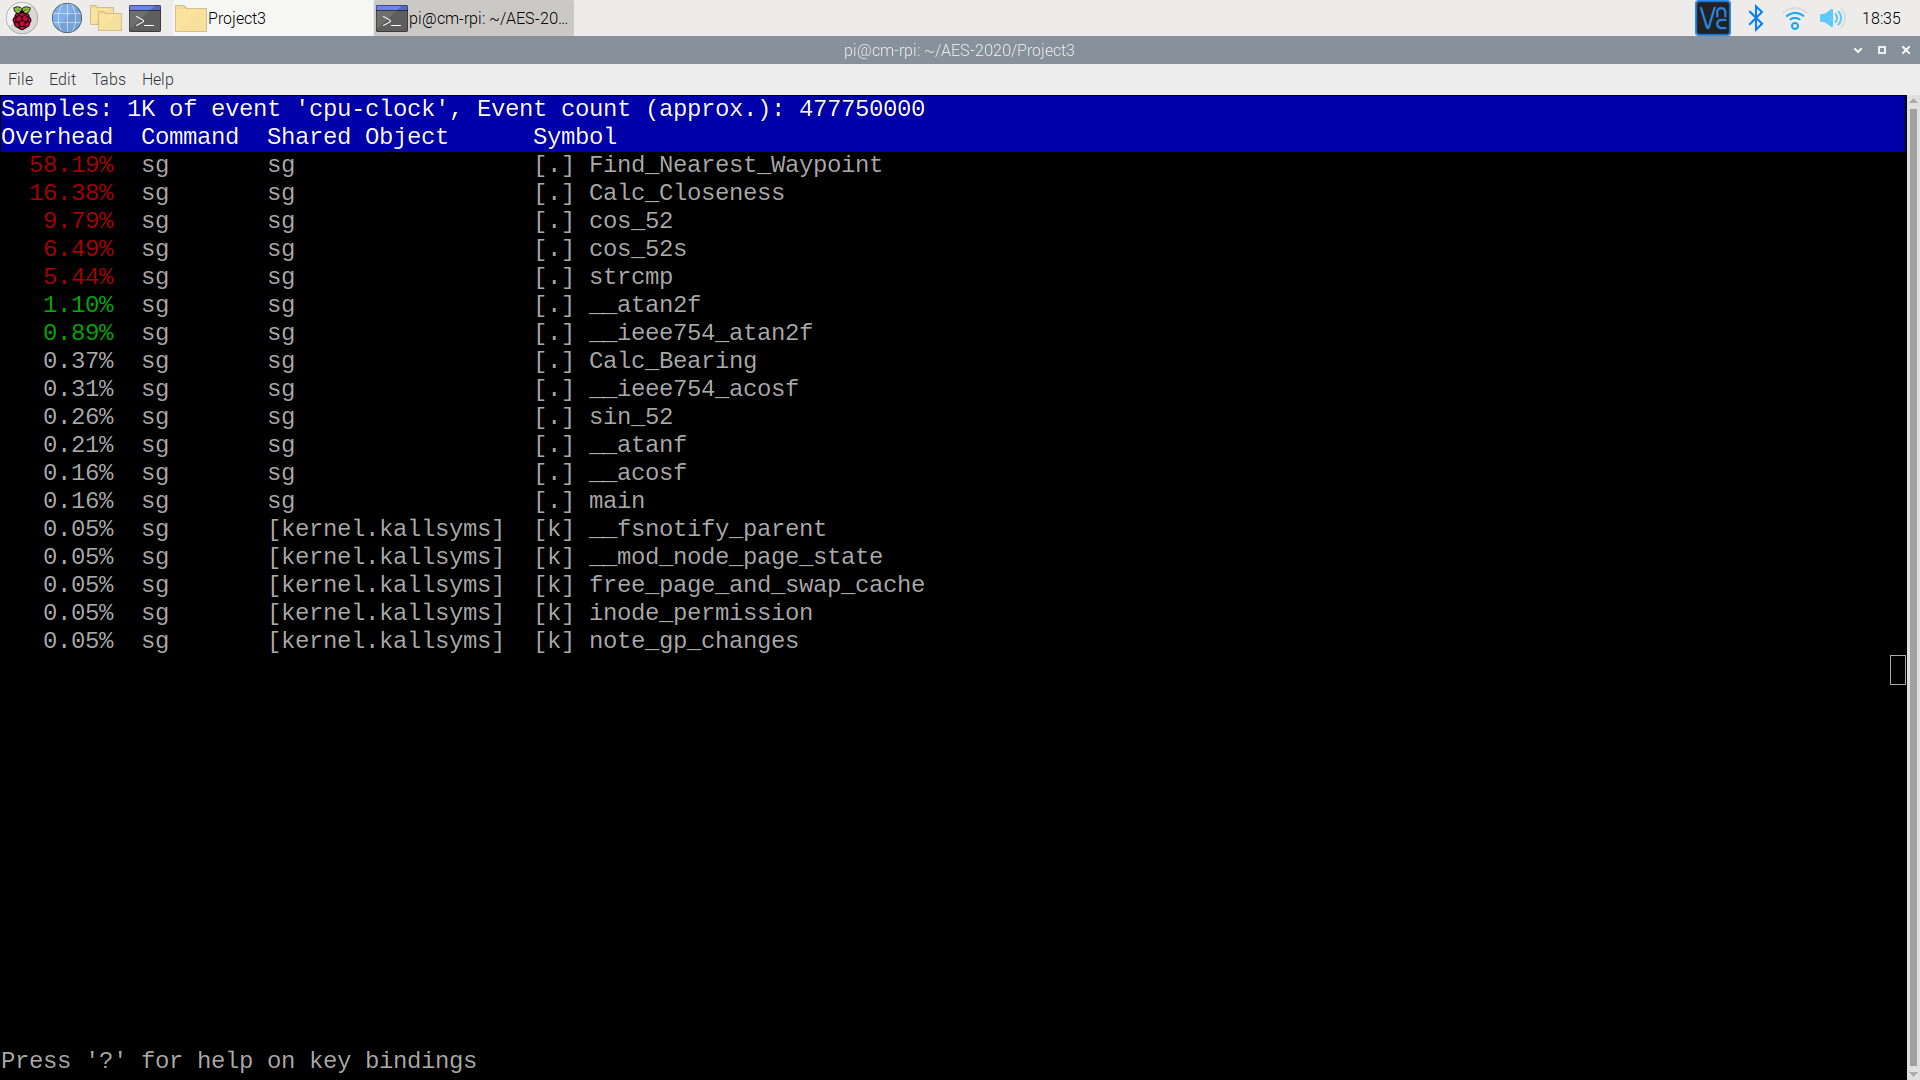 Project3
pi@cm-rpi: ~/AES-20...
18:35
pi@cm-rpi: ~/AES-2020/Project3
File Edit Tabs Help
Samples: 1K of event 'cpu-clock', Event count (approx.): 477750000
Overhead  Command  Shared Object      Symbol
58.19%  sg       sg                 [.] Find_Nearest_Waypoint
16.38%  sg       sg                 [.] Calc_Closeness
9.79%  sg       sg                 [.] cos_52
6.49%  sg       sg                 [.] cos_52s
5.44%  sg       sg                 [.] strcmp
1.10%  sg       sg                 [.] __atan2f
0.89%  sg       sg                 [.] __ieee754_atan2f
0.37%  sg       sg                 [.] Calc_Bearing
0.31%  sg       sg                 [.] __ieee754_acosf
0.26%  sg       sg                 [.] sin_52
0.21%  sg       sg                 [.] __atanf
0.16%  sg       sg                 [.] __acosf
0.16%  sg       sg                 [.] main
0.05%  sg       [kernel.kallsyms]  [k] __fsnotify_parent
0.05%  sg       [kernel.kallsyms]  [k] __mod_node_page_state
0.05%  sg       [kernel.kallsyms]  [k] free_page_and_swap_cache
0.05%  sg       [kernel.kallsyms]  [k] inode_permission
0.05%  sg       [kernel.kallsyms]  [k] note_gp_changes
Press '?' for help on key bindings